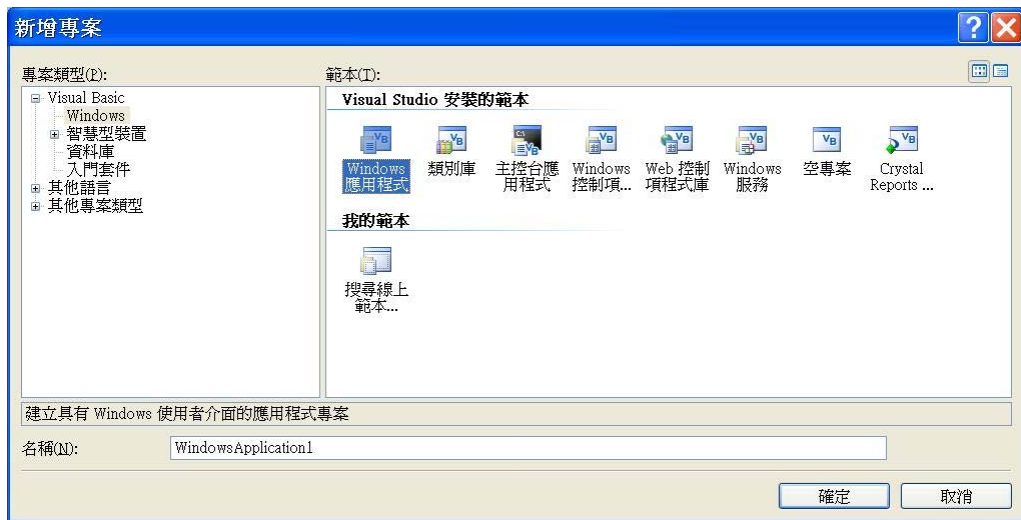 新增專案
專案類型(P):
Visual Basic
Windows
智慧型裝置
資料庫
入門套件
其他語言
其他專案類型
範本(T):
Visual Studio 安裝的範本
Windows
應用程式
類別庫
主控台應
用程式
Windows
控制項...
Web 控制
項程式庫
Windows
服務
空專案
Crystal
Reports ...
我的範本
搜尋線上
範本...
建立具有 Windows 使用者介面的應用程式專案
名稱(N):
WindowsApplication1
確定
取消